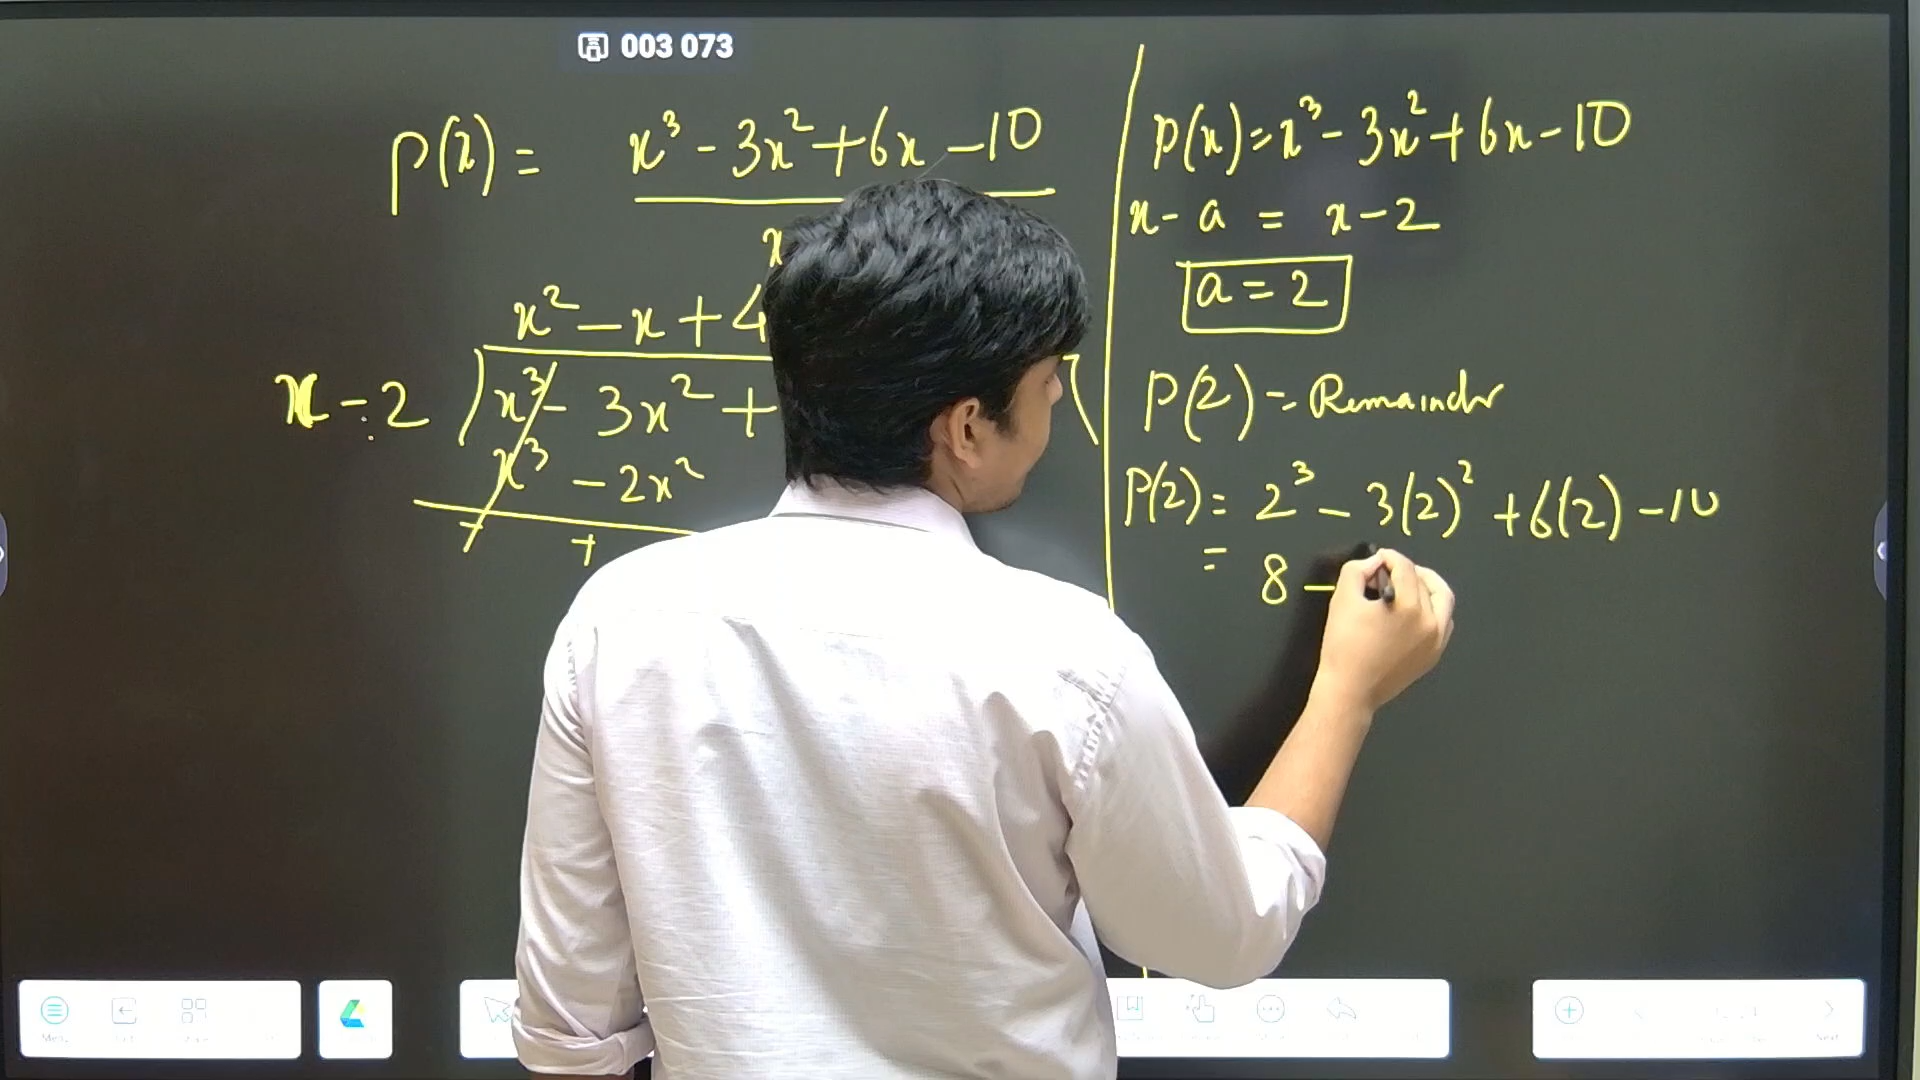 003 073
p(x) = x³ - 3x² + 6x - 10
x
x² - x + 4
x - 2 ) x³ - 3x² +
x³ - 2x²
- +
P(x) = x³ - 3x² + 6x - 10
x - a = x - 2
a = 2
P(2) = Remainder
P(2) = 2³ - 3(2)² + 6(2) - 10
= 8 -
Next